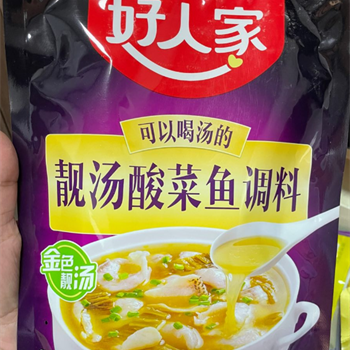 好人家
可以喝汤的
靓汤酸菜鱼调料
金色
靓汤